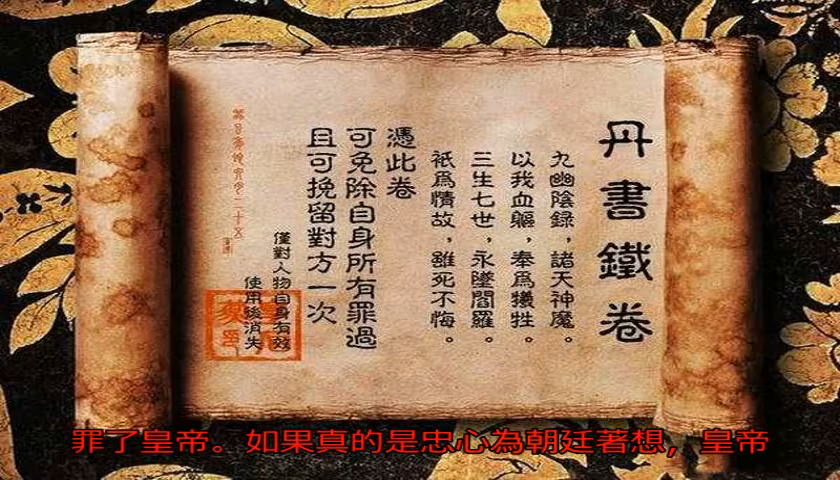 丹書鐵卷
九幽陰録，諸天神魔。
以我血軀，奉爲犧牲。
三生七世，永墜閻羅。
祇爲情故，雖死不悔。
憑此卷
可免除自身所有罪過
且可挽留對方一次
僅對人物自身有效
使用後消失
罪了皇帝。如果真的是忠心為朝廷著想，皇帝